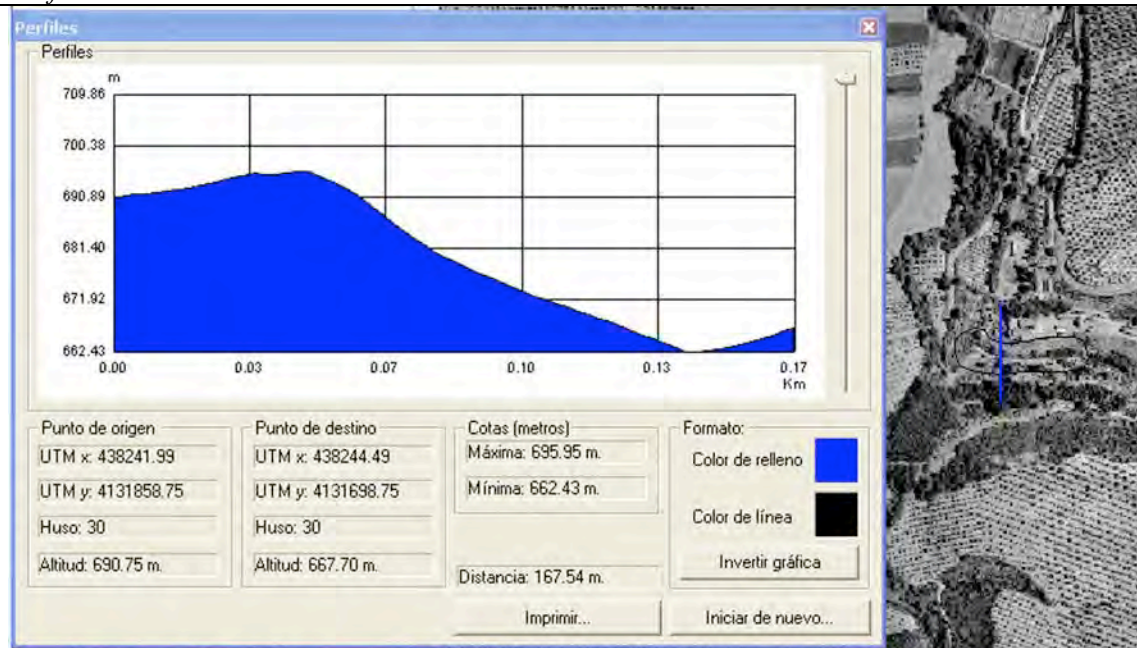 Perfiles
Perfiles
m
709.86
700.38
690.89
681.40
671.92
662.43
0.00 0.03 0.07 0.10 0.13 0.17
Km
Punto de origen
UTM x: 438241.99
UTM y: 4131858.75
Huso: 30
Altitud: 690.75 m.
Punto de destino
UTM x: 438244.49
UTM y: 4131698.75
Huso: 30
Altitud: 667.70 m.
Cotas (metros)
Máxima: 695.95 m.
Mínima: 662.43 m.
Distancia: 167.54 m.
Formato:
Color de relleno
Color de línea
Invertir gráfica
Imprimir...
Iniciar de nuevo...